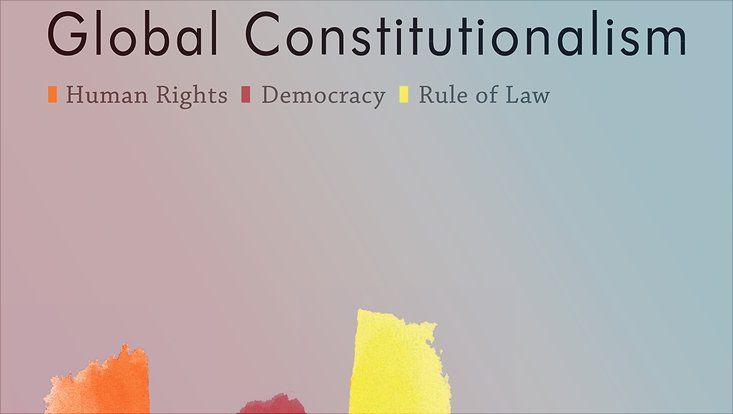 Global Constitutionalism
Human Rights Democracy Rule of Law